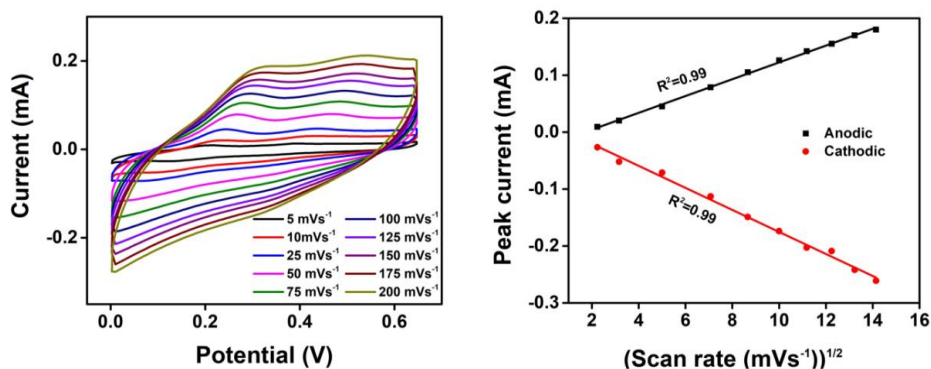 Current (mA)
0.2
0.0
-0.2
5 mVs⁻¹
10mVs⁻¹
25 mVs⁻¹
50 mVs⁻¹
75 mVs⁻¹
100 mVs⁻¹
125 mVs⁻¹
150 mVs⁻¹
175 mVs⁻¹
200 mVs⁻¹
0.0 0.2 0.4 0.6
Potential (V)
Peak current (mA)
0.2
0.1
0.0
-0.1
-0.2
-0.3
R²=0.99
Anodic
Cathodic
R²=0.99
2 4 6 8 10 12 14 16
(Scan rate (mVs⁻¹))¹/²